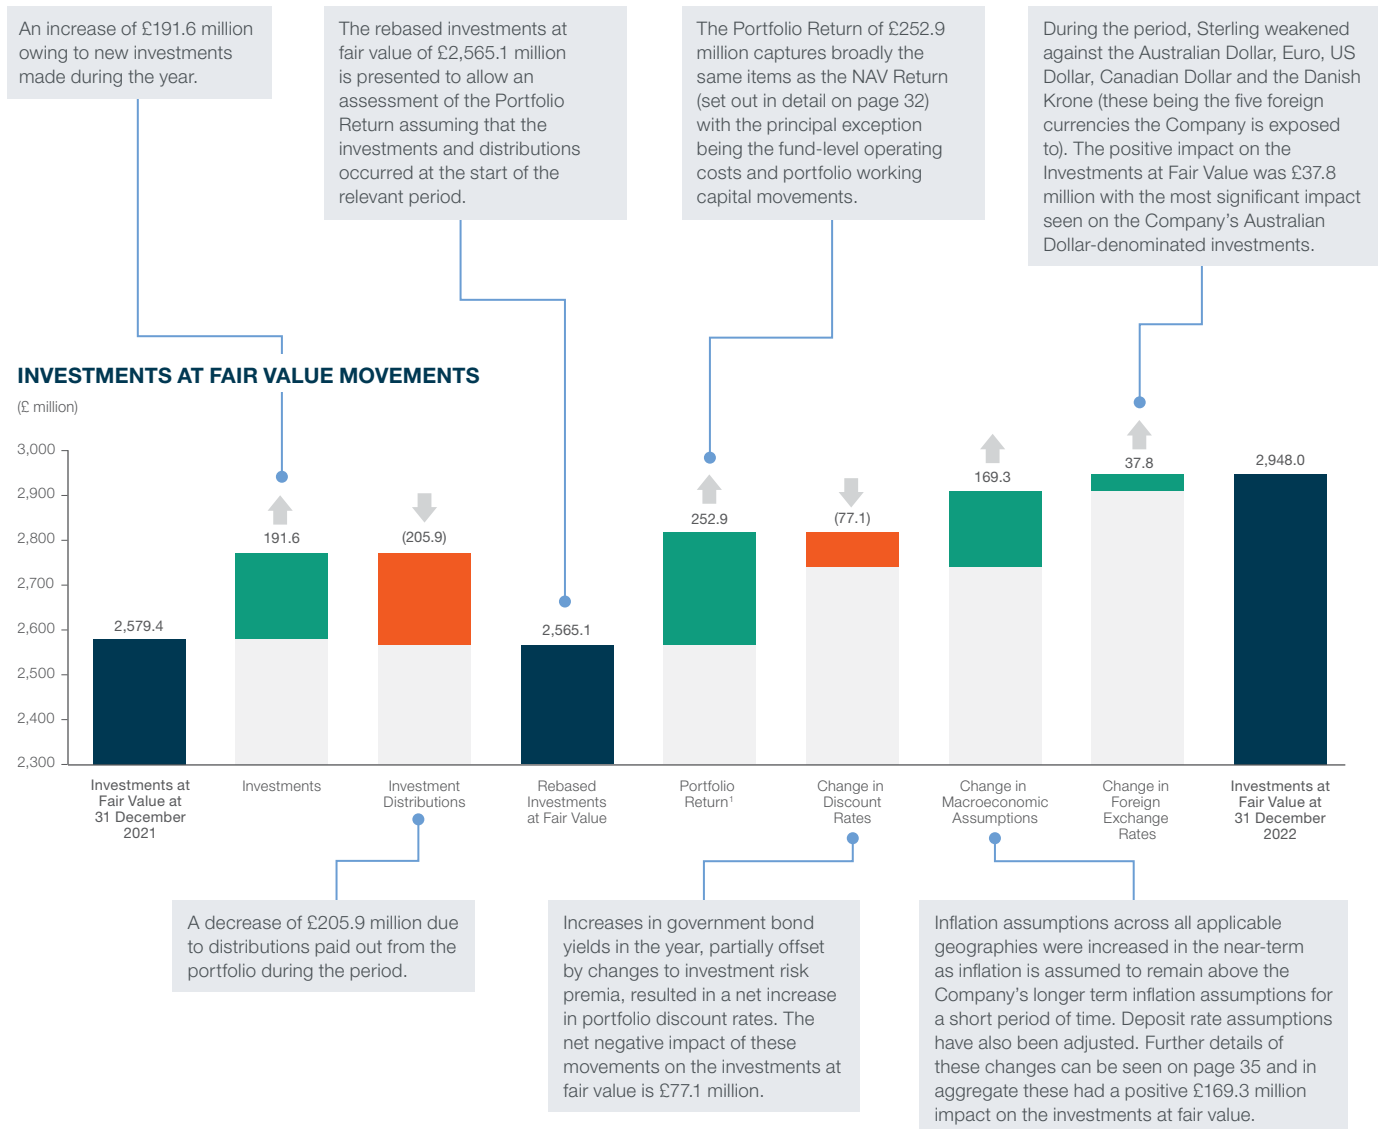 An increase of £191.6 million
owing to new investments
made during the year.
The rebased investments at
fair value of £2,565.1 million
is presented to allow an
assessment of the Portfolio
Return assuming that the
investments and distributions
occurred at the start of the
relevant period.
The Portfolio Return of £252.9
million captures broadly the
same items as the NAV Return
(set out in detail on page 32)
with the principal exception
being the fund-level operating
costs and portfolio working
capital movements.
During the period, Sterling weakened
against the Australian Dollar, Euro, US
Dollar, Canadian Dollar and the Danish
Krone (these being the five foreign
currencies the Company is exposed
to). The positive impact on the
Investments at Fair Value was £37.8
million with the most significant impact
seen on the Company's Australian
Dollar-denominated investments.
INVESTMENTS AT FAIR VALUE MOVEMENTS
(£ million)
3,000
2,900
2,800
2,700
2,600
2,500
2,400
2,300
2,579.4
191.6
(205.9)
2,565.1
252.9
(77.1)
169.3
37.8
2,948.0
Investments at
Fair Value at
31 December
2021
Investments
Investment
Distributions
Rebased
Investments
at Fair Value
Portfolio
Return¹
Change in
Discount
Rates
Change in
Macroeconomic
Assumptions
Change in
Foreign
Exchange
Rates
Investments at
Fair Value at
31 December
2022
A decrease of £205.9 million due
to distributions paid out from the
portfolio during the period.
Increases in government bond
yields in the year, partially offset
by changes to investment risk
premia, resulted in a net increase
in portfolio discount rates. The
net negative impact of these
movements on the investments at
fair value is £77.1 million.
Inflation assumptions across all applicable
geographies were increased in the near-term
as inflation is assumed to remain above the
Company's longer term inflation assumptions for
a short period of time. Deposit rate assumptions
have also been adjusted. Further details of
these changes can be seen on page 35 and in
aggregate these had a positive £169.3 million
impact on the investments at fair value.